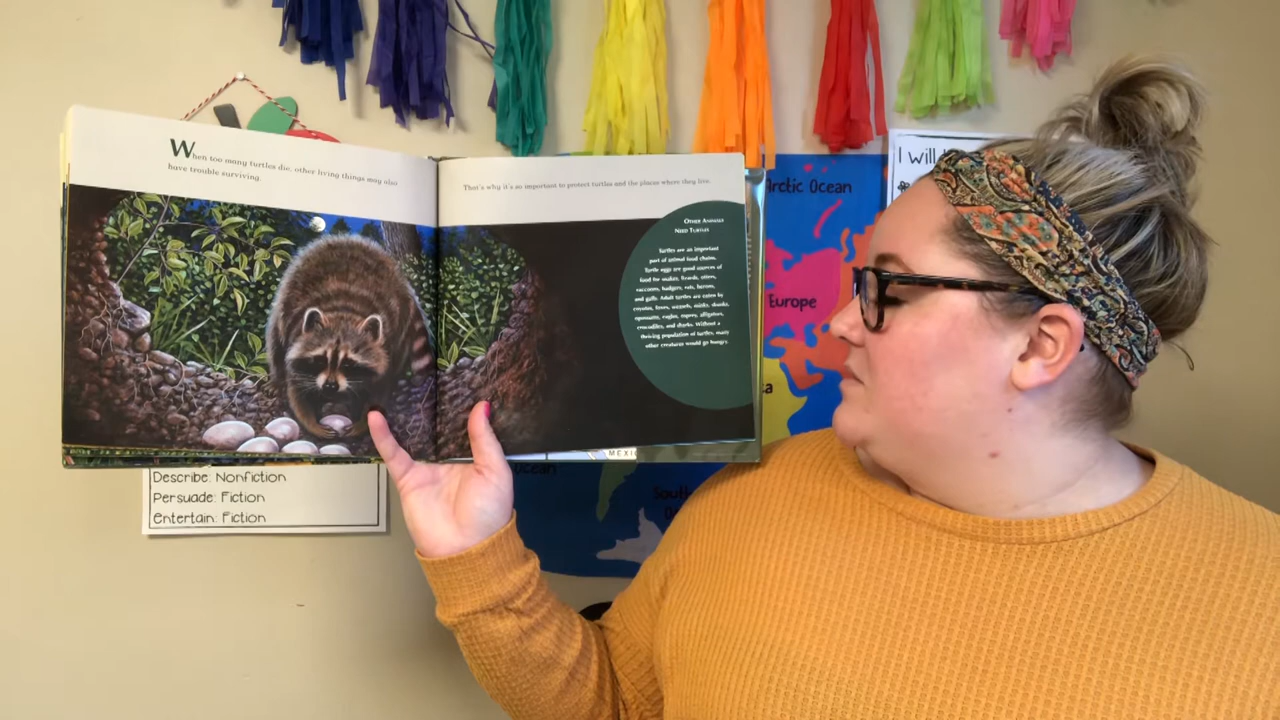 When too many turtles die, other living things may also
have trouble surviving.
That's why it's so important to protect turtles and the places where they live.
OTHER ANIMALS
NEED TURTLES
Turtles are an important
part of animal food chains.
Turtle eggs are good sources of
food for snakes, lizards, otters,
raccoons, badgers, rats, herons,
and gulls. Adult turtles are eaten by
coyotes, foxes, weasels, minks, skunks,
opossums, eagles, osprey, alligators,
crocodiles, and sharks. Without a
thriving population of turtles, many
other creatures would go hungry.
I will
Arctic Ocean
Europe
MEXIC
Ocean
South
Describe: Nonfiction
Persuade: Fiction
Entertain: Fiction